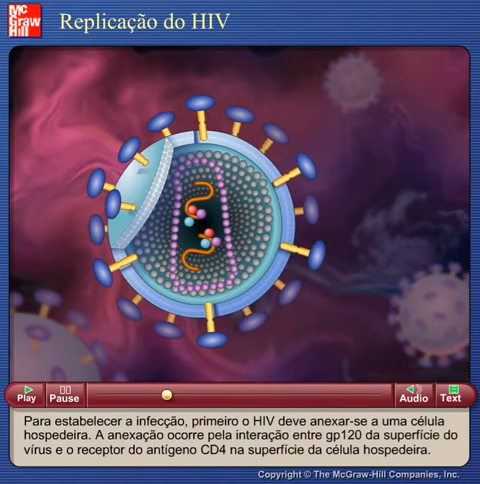 Mc
Graw
Hill
Replicação do HIV
Play
Pause
Audio
Text
Para estabelecer a infecção, primeiro o HIV deve anexar-se a uma célula
hospedeira. A anexação ocorre pela interação entre gp120 da superfície do
vírus e o receptor do antígeno CD4 na superfície da célula hospedeira.
Copyright © The McGraw-Hill Companies, Inc.